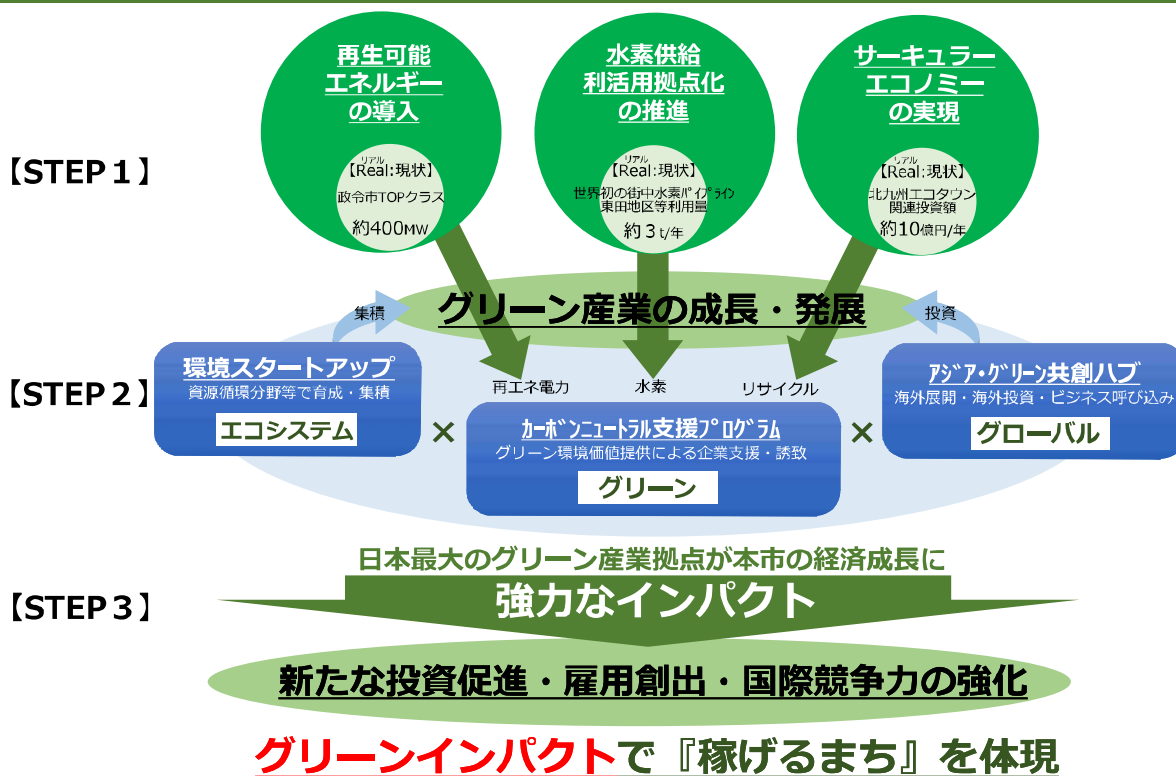 【STEP１】
再生可能
エネルギー
の導入
リアル
【Real:現状】
政令市TOPクラス
約400MW
水素供給
利活用拠点化
の推進
リアル
【Real:現状】
世界初の街中水素ﾊﾟｲﾌﾟﾗｲﾝ
東田地区等利用量
約３t/年
サーキュラー
エコノミー
の実現
リアル
【Real:現状】
北九州エコタウン
関連投資額
約10億円/年
グリーン産業の成長・発展
集積
投資
【STEP２】
環境スタートアップ
資源循環分野等で育成・集積
エコシステム
×
再エネ電力
水素
リサイクル
ｶｰﾎﾞﾝニュートラル支援ﾌﾟﾛｸﾞﾗﾑ
グリーン環境価値提供による企業支援・誘致
グリーン
×
ｱｼﾞｱ・ｸﾞﾘｰﾝ共創ハブ
海外展開・海外投資・ビジネス呼び込み
グローバル
【STEP３】
日本最大のグリーン産業拠点が本市の経済成長に
強力なインパクト
新たな投資促進・雇用創出・国際競争力の強化
グリーンインパクトで『稼げるまち』を体現